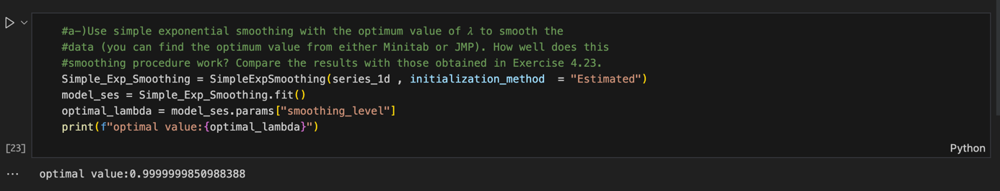 #a-)Use simple exponential smoothing with the optimum value of λ to smooth the
#data (you can find the optimum value from either Minitab or JMP). How well does this
#smoothing procedure work? Compare the results with those obtained in Exercise 4.23.
Simple_Exp_Smoothing = SimpleExpSmoothing(series_1d , initialization_method  = "Estimated")
model_ses = Simple_Exp_Smoothing.fit()
optimal_lambda = model_ses.params["smoothing_level"]
print(f"optimal value:{optimal_lambda}")
[23]
Python
... optimal value:0.9999999850988388